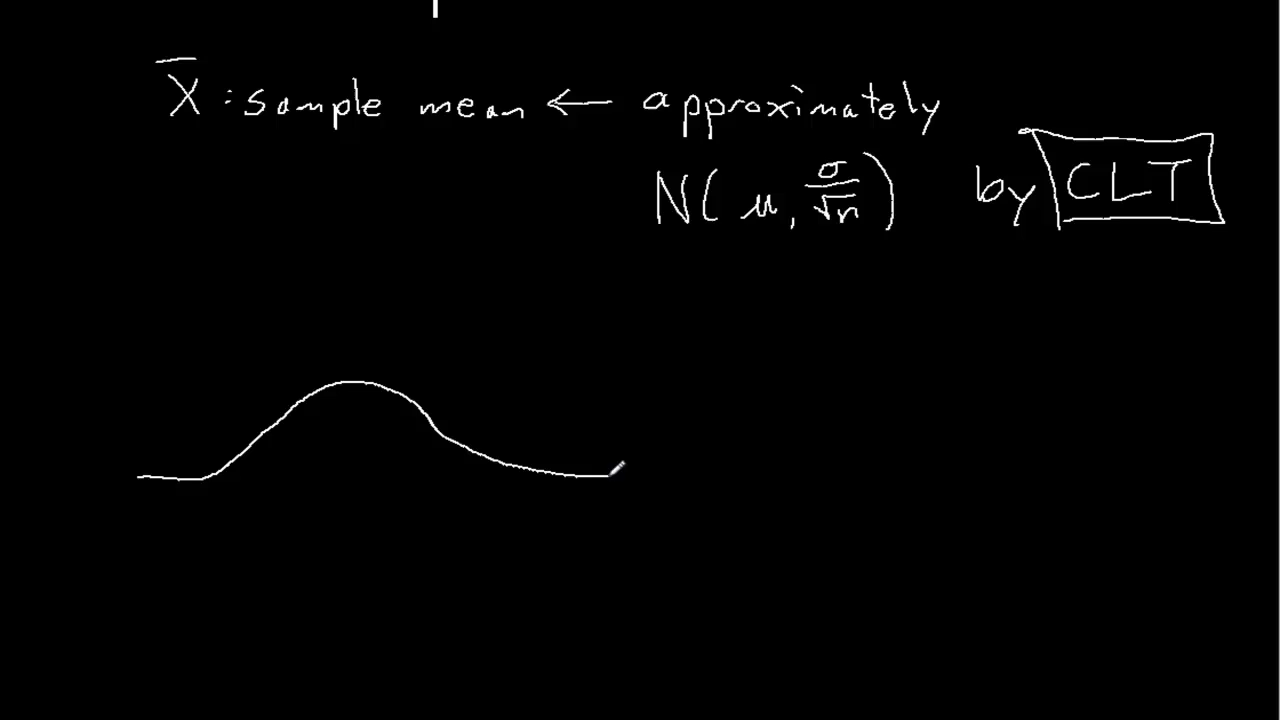 X̅ : sample mean ← approximately
N(μ, σ/√n) by CLT